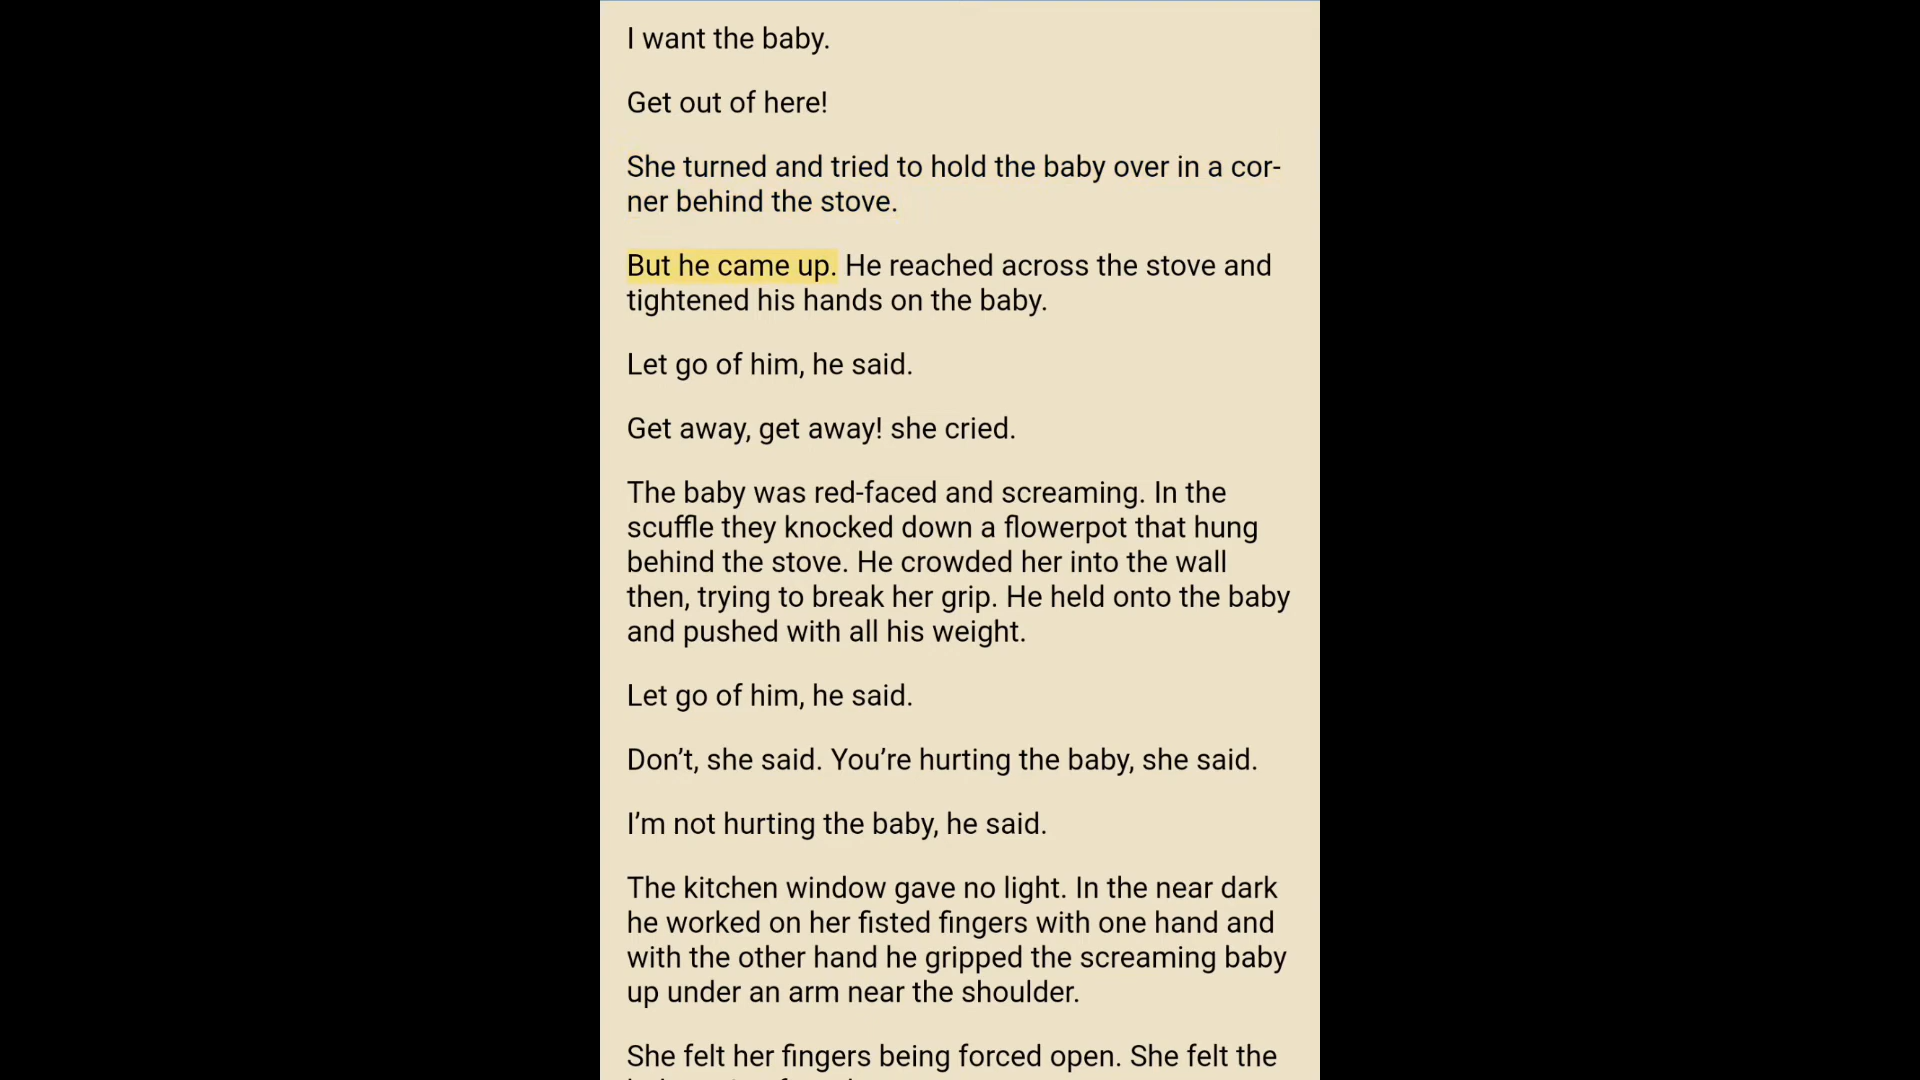 I want the baby.
Get out of here!
She turned and tried to hold the baby over in a cor-
ner behind the stove.
But he came up. He reached across the stove and
tightened his hands on the baby.
Let go of him, he said.
Get away, get away! she cried.
The baby was red-faced and screaming. In the
scuffle they knocked down a flowerpot that hung
behind the stove. He crowded her into the wall
then, trying to break her grip. He held onto the baby
and pushed with all his weight.
Let go of him, he said.
Don’t, she said. You’re hurting the baby, she said.
I’m not hurting the baby, he said.
The kitchen window gave no light. In the near dark
he worked on her fisted fingers with one hand and
with the other hand he gripped the screaming baby
up under an arm near the shoulder.
She felt her fingers being forced open. She felt the